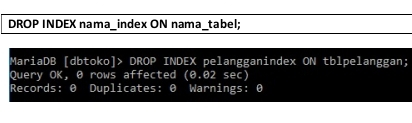 DROP INDEX nama_index ON nama_tabel;
MariaDB [dbtoko]> DROP INDEX pelangganindex ON tblpelanggan;
Query OK, 0 rows affected (0.02 sec)
Records: 0  Duplicates: 0  Warnings: 0